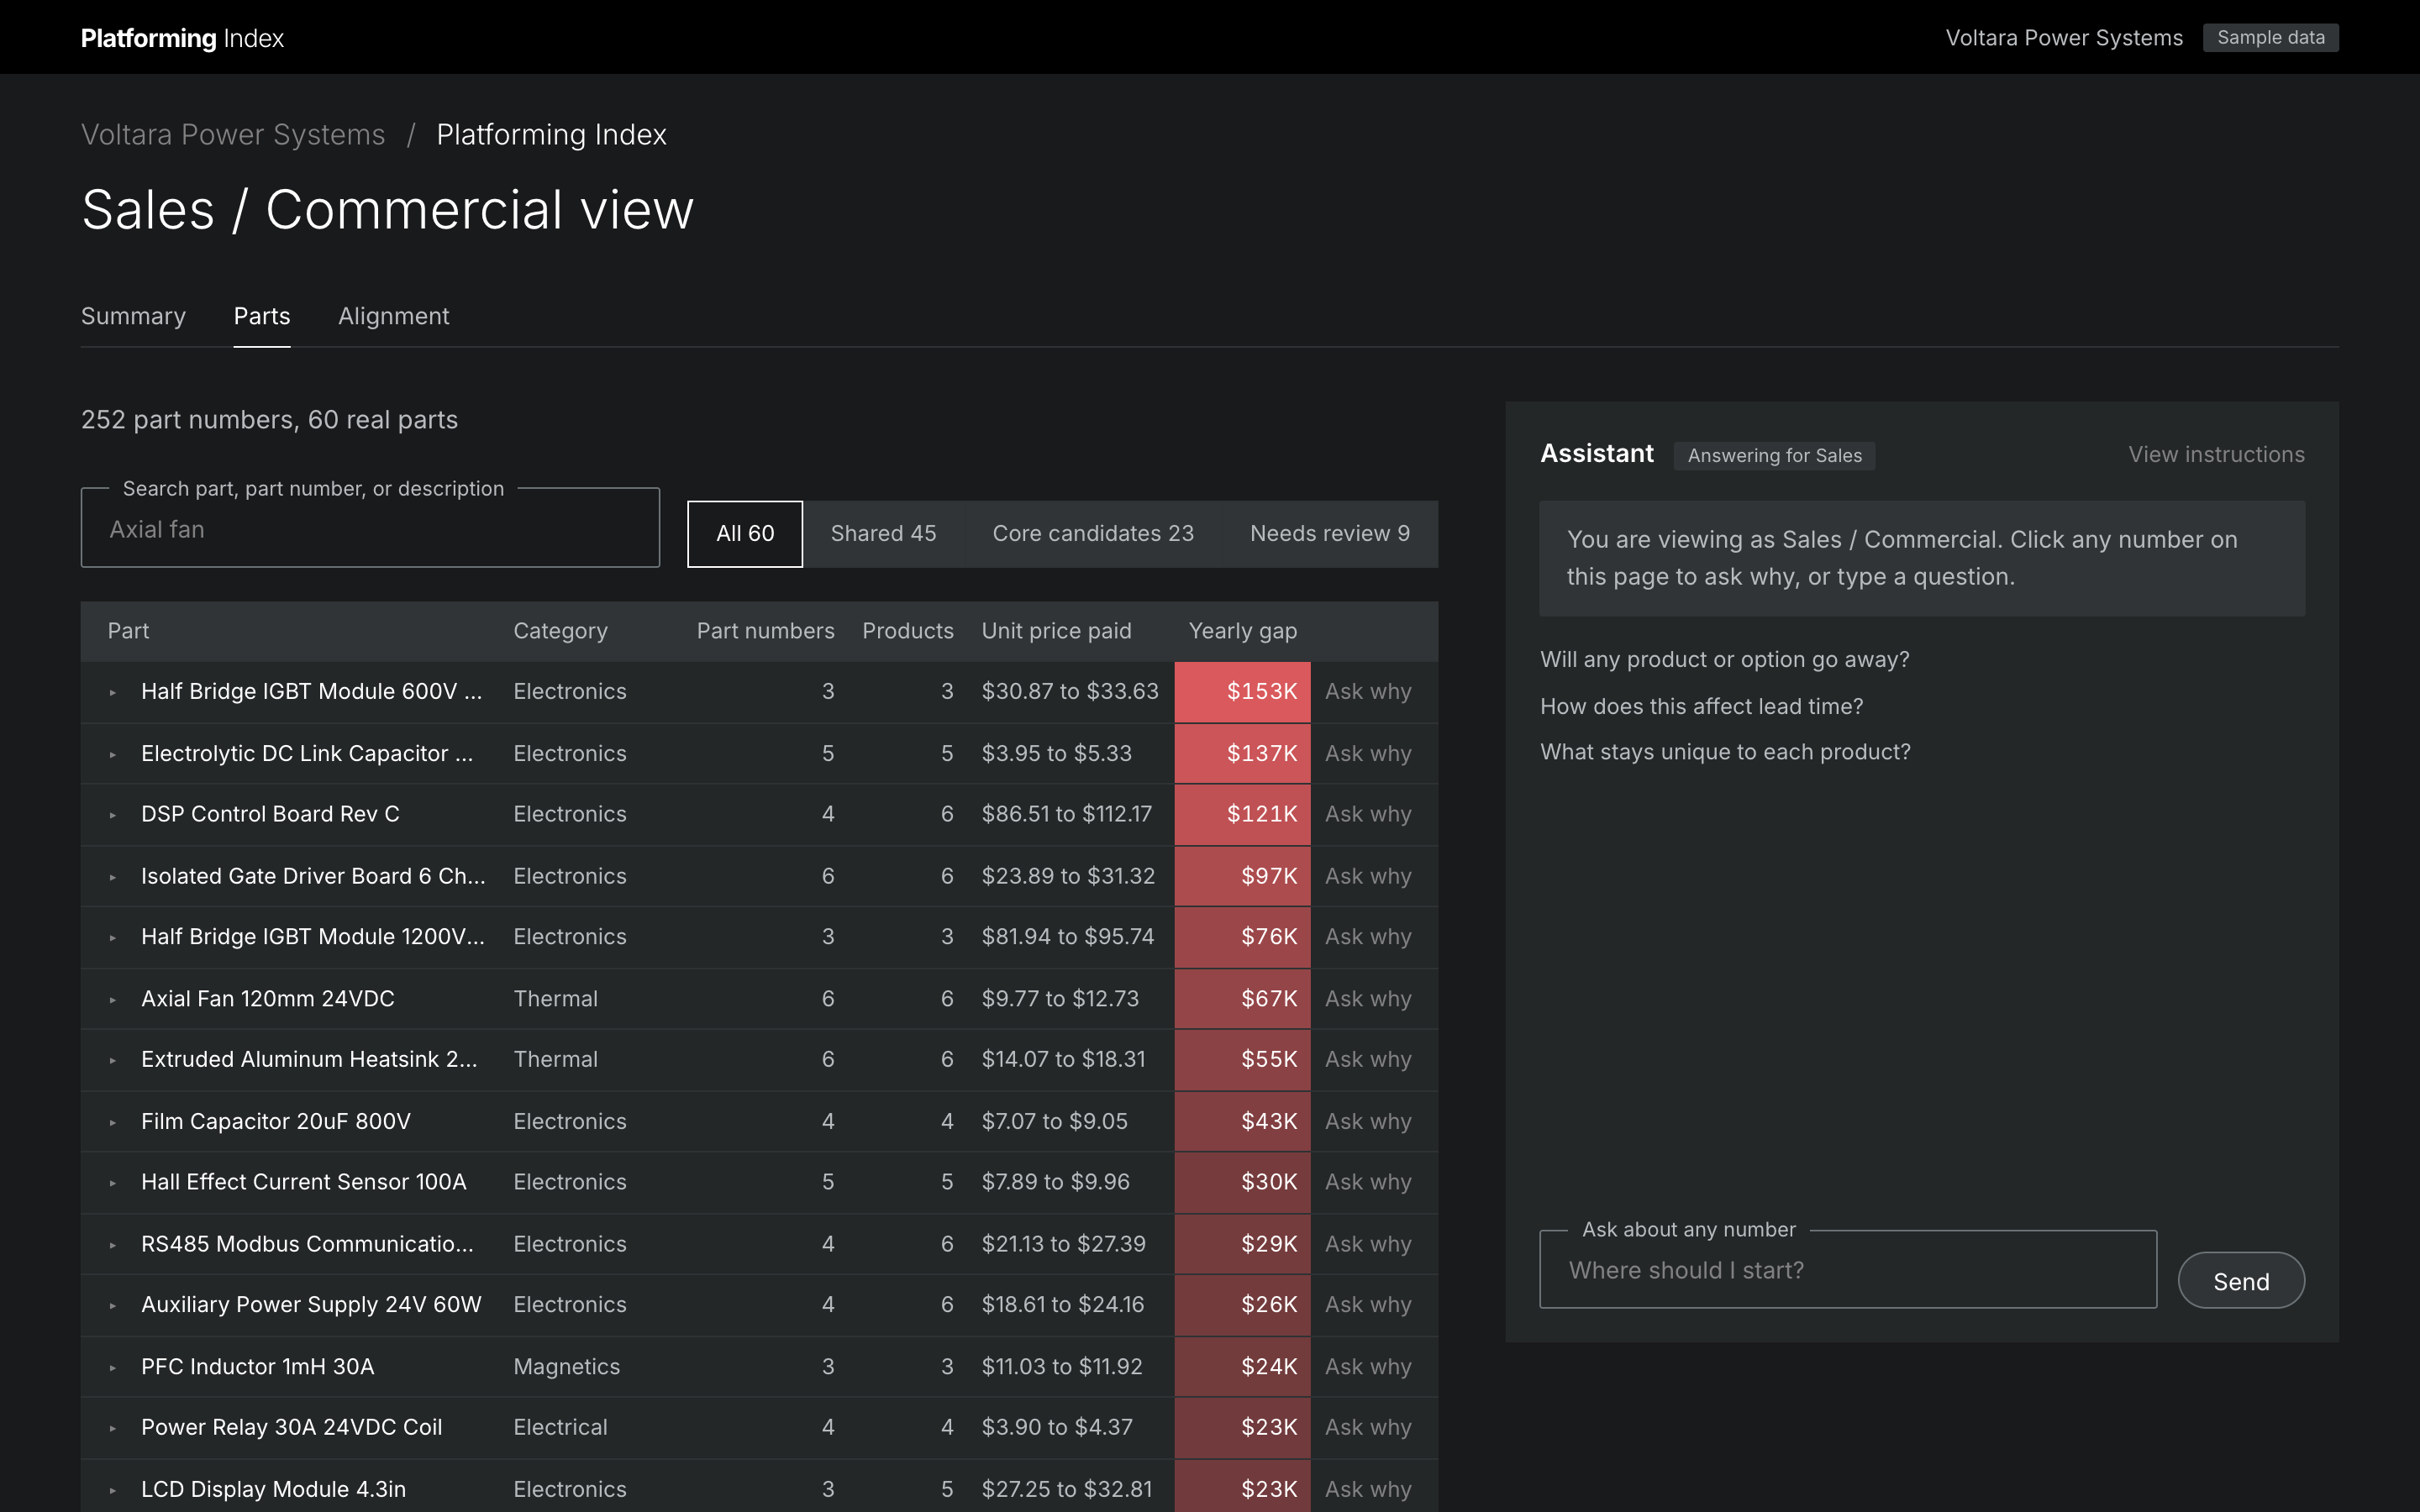 Platforming Index
Voltara Power Systems Sample data
Voltara Power Systems / Platforming Index
Sales / Commercial view
Summary Parts Alignment
252 part numbers, 60 real parts
Search part, part number, or description
Axial fan
All 60 Shared 45 Core candidates 23 Needs review 9
Part Category Part numbers Products Unit price paid Yearly gap
Half Bridge IGBT Module 600V ... Electronics 3 3 $30.87 to $33.63 $153K Ask why
Electrolytic DC Link Capacitor ... Electronics 5 5 $3.95 to $5.33 $137K Ask why
DSP Control Board Rev C Electronics 4 6 $86.51 to $112.17 $121K Ask why
Isolated Gate Driver Board 6 Ch... Electronics 6 6 $23.89 to $31.32 $97K Ask why
Half Bridge IGBT Module 1200V... Electronics 3 3 $81.94 to $95.74 $76K Ask why
Axial Fan 120mm 24VDC Thermal 6 6 $9.77 to $12.73 $67K Ask why
Extruded Aluminum Heatsink 2... Thermal 6 6 $14.07 to $18.31 $55K Ask why
Film Capacitor 20uF 800V Electronics 4 4 $7.07 to $9.05 $43K Ask why
Hall Effect Current Sensor 100A Electronics 5 5 $7.89 to $9.96 $30K Ask why
RS485 Modbus Communicatio... Electronics 4 6 $21.13 to $27.39 $29K Ask why
Auxiliary Power Supply 24V 60W Electronics 4 6 $18.61 to $24.16 $26K Ask why
PFC Inductor 1mH 30A Magnetics 3 3 $11.03 to $11.92 $24K Ask why
Power Relay 30A 24VDC Coil Electrical 4 4 $3.90 to $4.37 $23K Ask why
LCD Display Module 4.3in Electronics 3 5 $27.25 to $32.81 $23K Ask why
Assistant Answering for Sales View instructions
You are viewing as Sales / Commercial. Click any number on
this page to ask why, or type a question.
Will any product or option go away?
How does this affect lead time?
What stays unique to each product?
Ask about any number
Where should I start?
Send